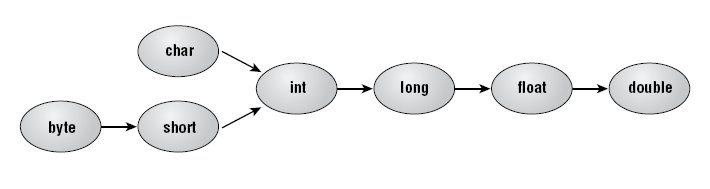 char
int
long
float
double
byte
short